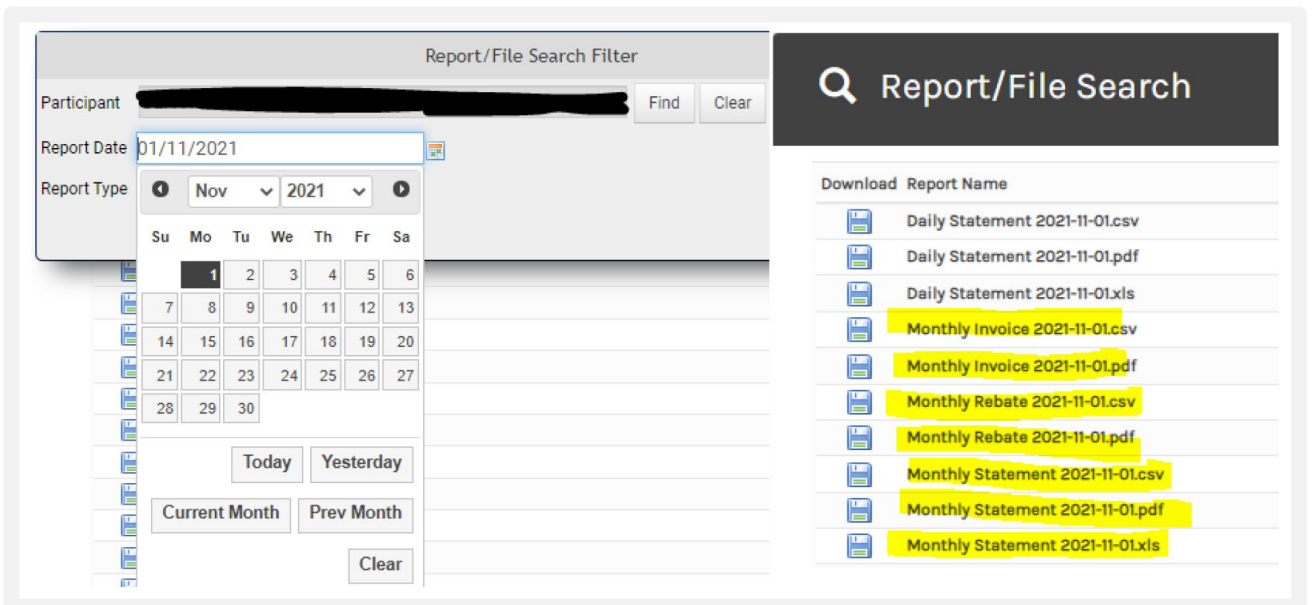 Report/File Search Filter
Participant
Find Clear
Report Date 01/11/2021
Report Type
Nov 2021
Su Mo Tu We Th Fr Sa
1 2 3 4 5 6
7 8 9 10 11 12 13
14 15 16 17 18 19 20
21 22 23 24 25 26 27
28 29 30
Today Yesterday
Current Month Prev Month
Clear
Report/File Search
Download Report Name
Daily Statement 2021-11-01.csv
Daily Statement 2021-11-01.pdf
Daily Statement 2021-11-01.xls
Monthly Invoice 2021-11-01.csv
Monthly Invoice 2021-11-01.pdf
Monthly Rebate 2021-11-01.csv
Monthly Rebate 2021-11-01.pdf
Monthly Statement 2021-11-01.csv
Monthly Statement 2021-11-01.pdf
Monthly Statement 2021-11-01.xls